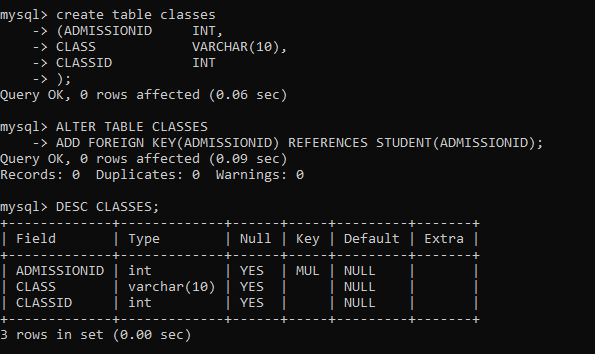 mysql> create table classes
    -> (ADMISSIONID     INT,
    -> CLASS            VARCHAR(10),
    -> CLASSID          INT
    -> );
Query OK, 0 rows affected (0.06 sec)

mysql> ALTER TABLE CLASSES
    -> ADD FOREIGN KEY(ADMISSIONID) REFERENCES STUDENT(ADMISSIONID);
Query OK, 0 rows affected (0.09 sec)
Records: 0  Duplicates: 0  Warnings: 0

mysql> DESC CLASSES;
+-------------+-------------+------+-----+---------+-------+
| Field       | Type        | Null | Key | Default | Extra |
+-------------+-------------+------+-----+---------+-------+
| ADMISSIONID | int         | YES  | MUL | NULL    |       |
| CLASS       | varchar(10) | YES  |     | NULL    |       |
| CLASSID     | int         | YES  |     | NULL    |       |
+-------------+-------------+------+-----+---------+-------+
3 rows in set (0.00 sec)